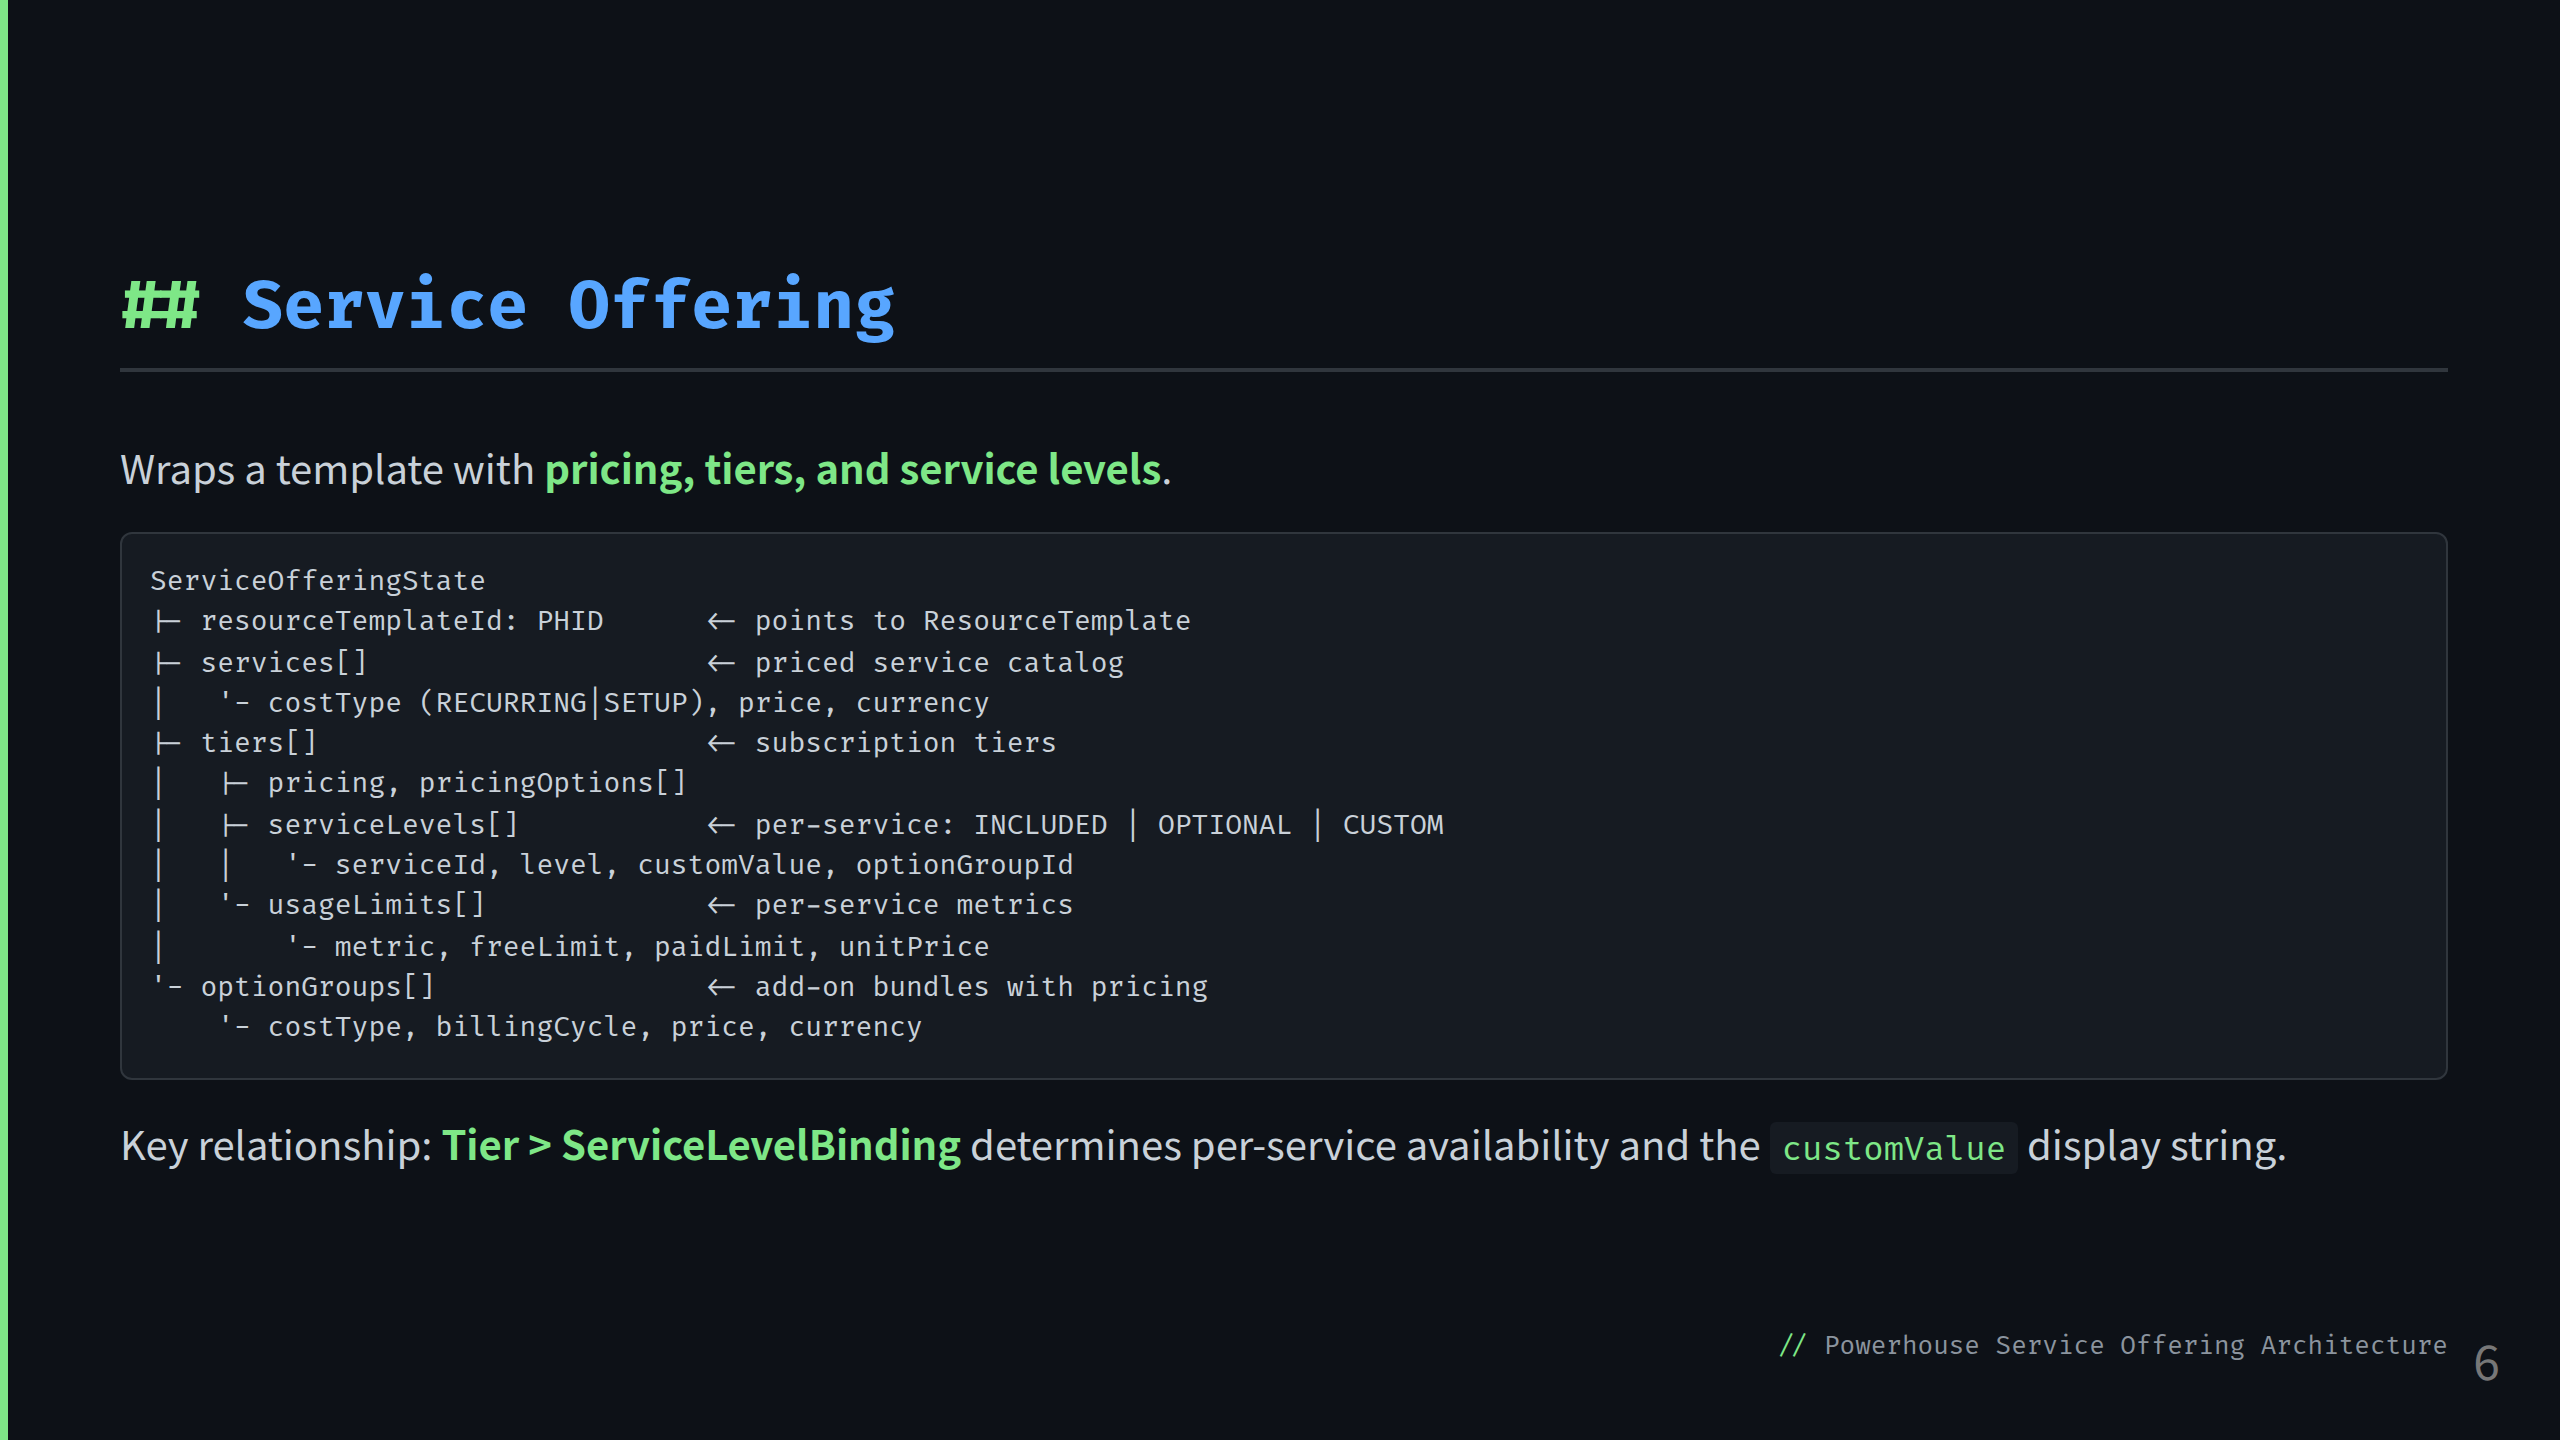 ## Service Offering
Wraps a template with pricing, tiers, and service levels.
ServiceOfferingState
|-- resourceTemplateId: PHID      <- points to ResourceTemplate
|-- services[]                    <- priced service catalog
|   '- costType (RECURRING|SETUP), price, currency
|-- tiers[]                       <- subscription tiers
|   |-- pricing, pricingOptions[]
|   |-- serviceLevels[]           <- per-service: INCLUDED | OPTIONAL | CUSTOM
|   |   '- serviceId, level, customValue, optionGroupId
|   '- usageLimits[]             <- per-service metrics
|       '- metric, freeLimit, paidLimit, unitPrice
'- optionGroups[]                <- add-on bundles with pricing
    '- costType, billingCycle, price, currency
Key relationship: Tier > ServiceLevelBinding determines per-service availability and the customValue display string.
// Powerhouse Service Offering Architecture
6